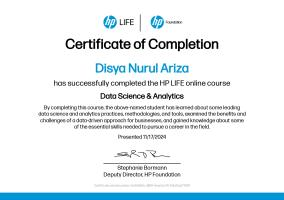 hp LIFE hp Foundation
Certificate of Completion
Disya Nurul Ariza
has successfully completed the HP LIFE online course
Data Science & Analytics
By completing this course, the above-named student has learned about some leading
data science and analytics practices, methodologies, and tools, examined the benefits and
challenges of a data-driven approach for businesses, and gained knowledge about some
of the essential skills needed to pursue a career in the field.
Presented 11/17/2024
Stephanie Bormann
Deputy Director, HP Foundation